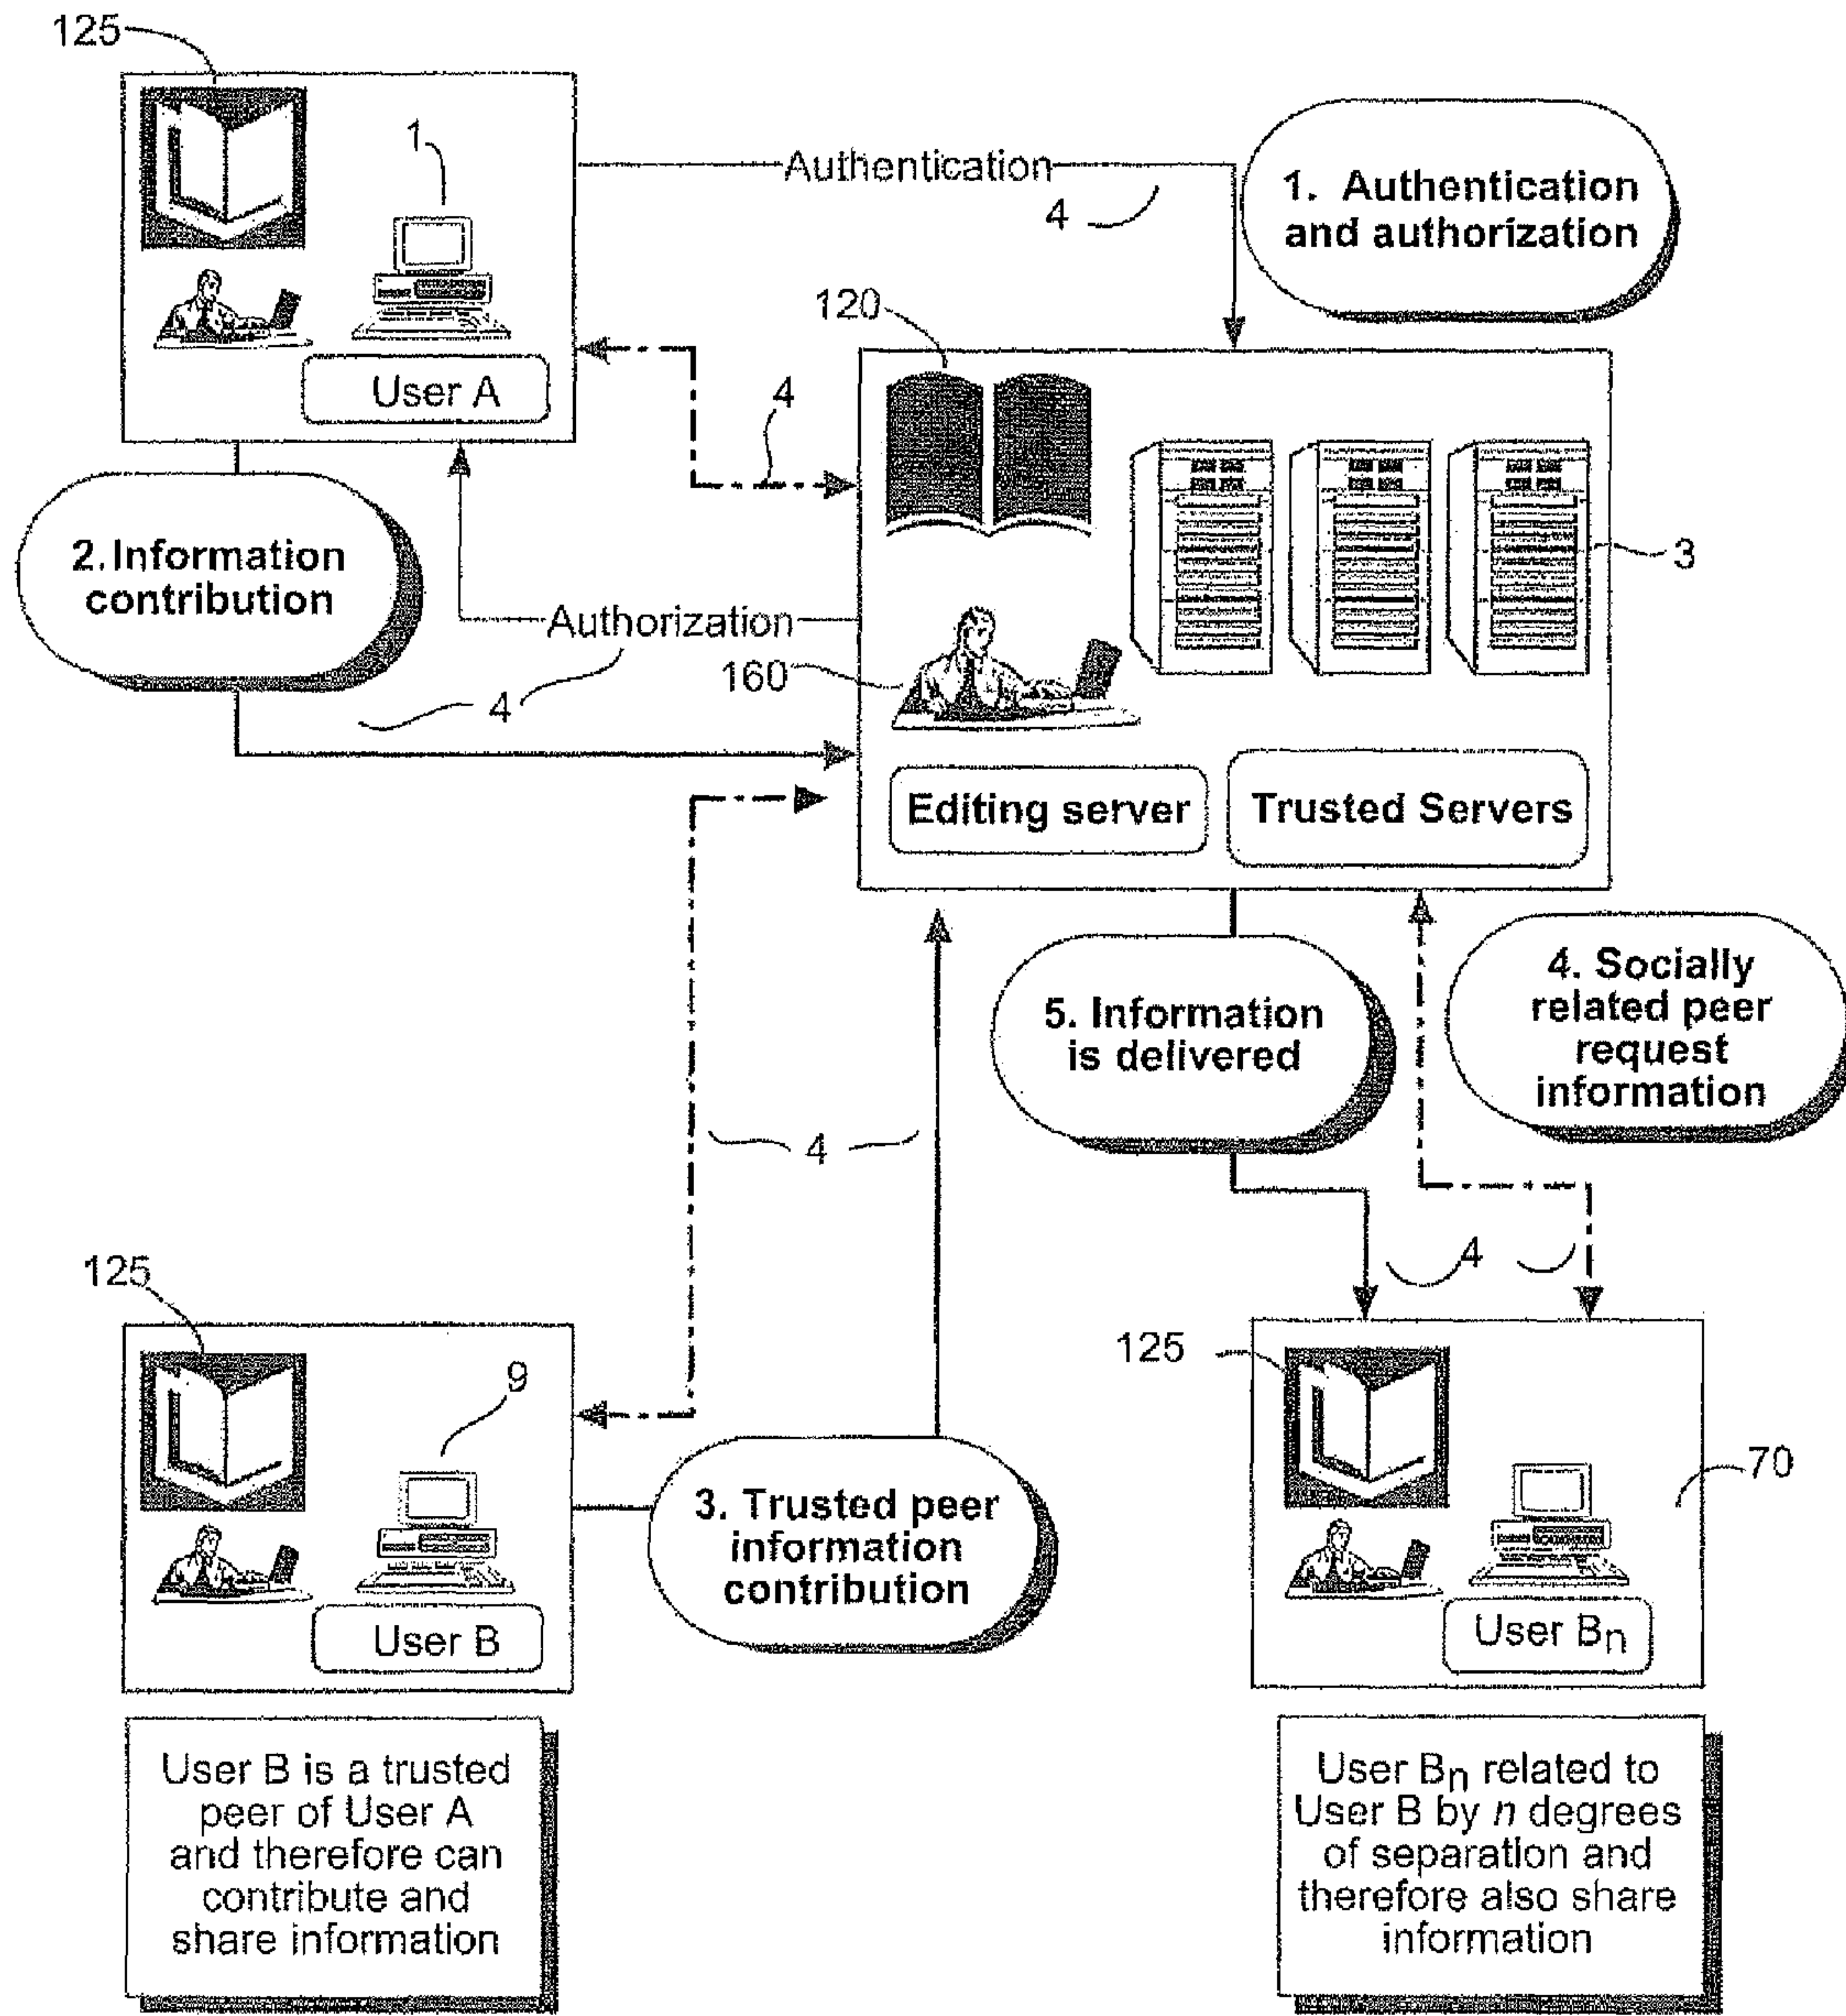 125
1
Authentication
4
1. Authentication
and authorization
User A
120
4
3
2. Information
contribution
Authorization
160
4
Editing server
Trusted Servers
4. Socially
related peer
request
information
5. Information
is delivered
4
4
125
9
3. Trusted peer
information
contribution
User B
125
70
User Bn
User B is a trusted
peer of User A
and therefore can
contribute and
share information
User Bn related to
User B by n degrees
of separation and
therefore also share
information